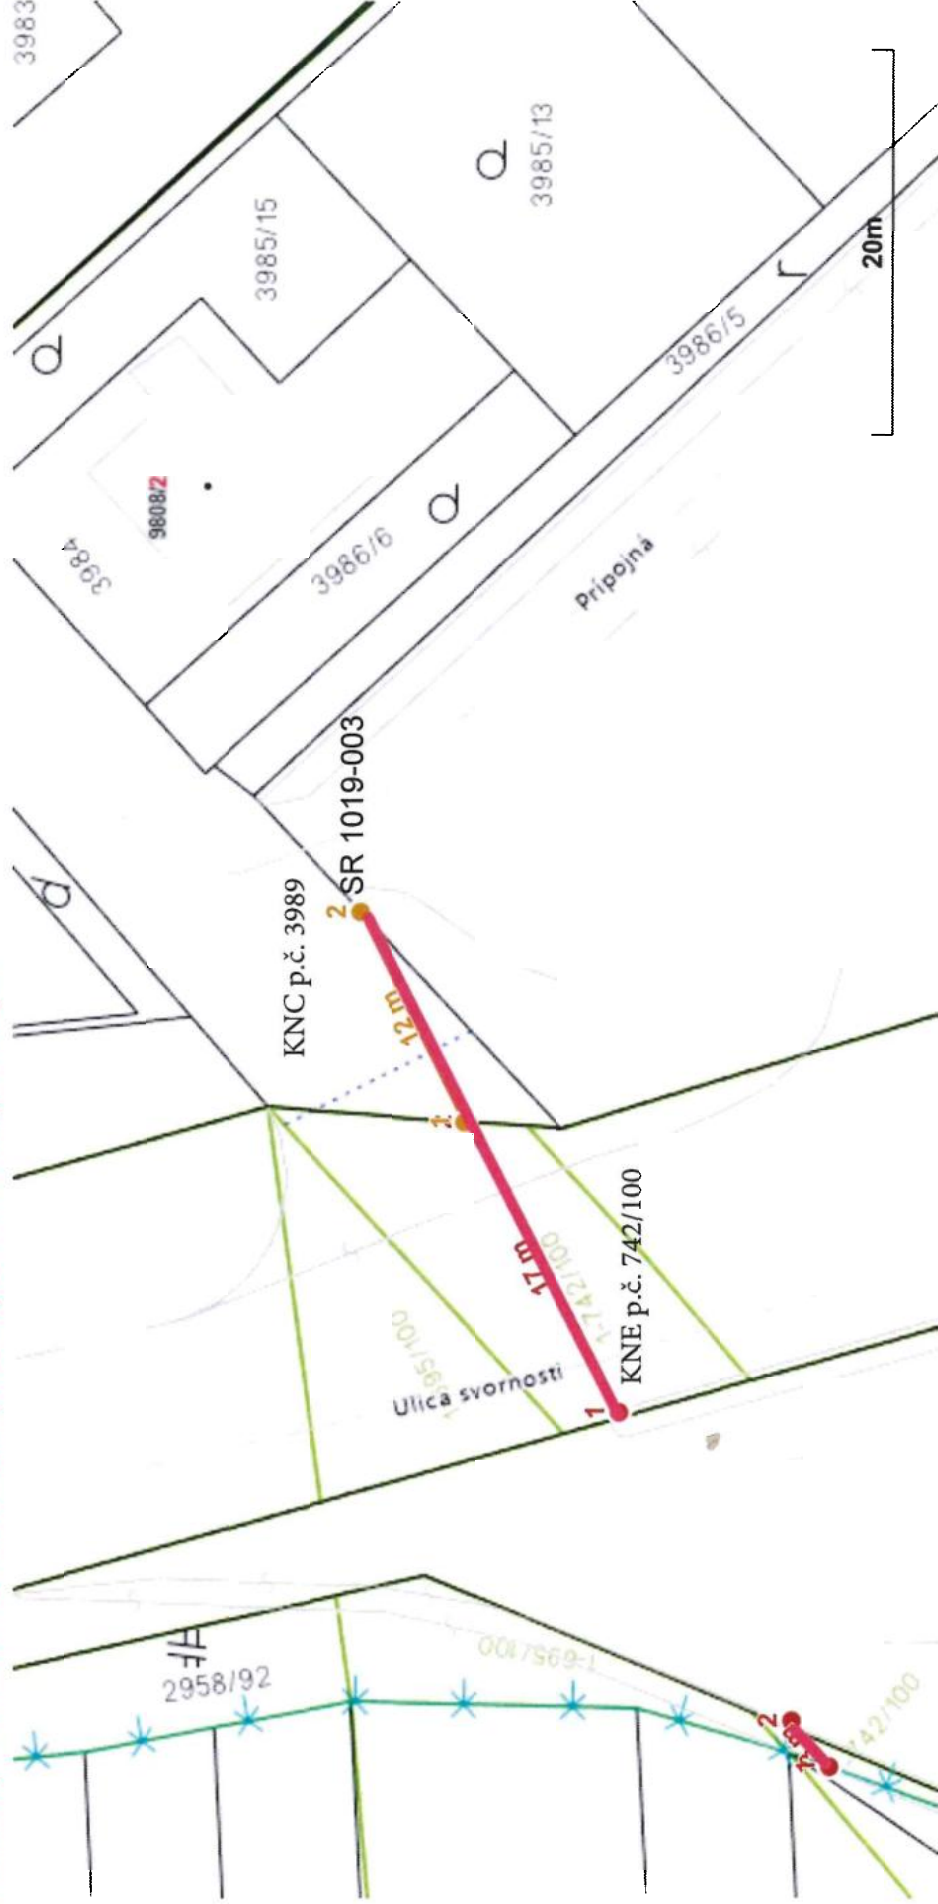 3983
3985/15
3985/13
9808/2
3984
3986/6
3986/5
r
20m
Prípojná
SR 1019-003
KNC p.č. 3989
2
12 m
1
17 m
1-742/100
KNE p.č. 742/100
Ulica svornosti
1
2958/92
1-695/100
2
742/100